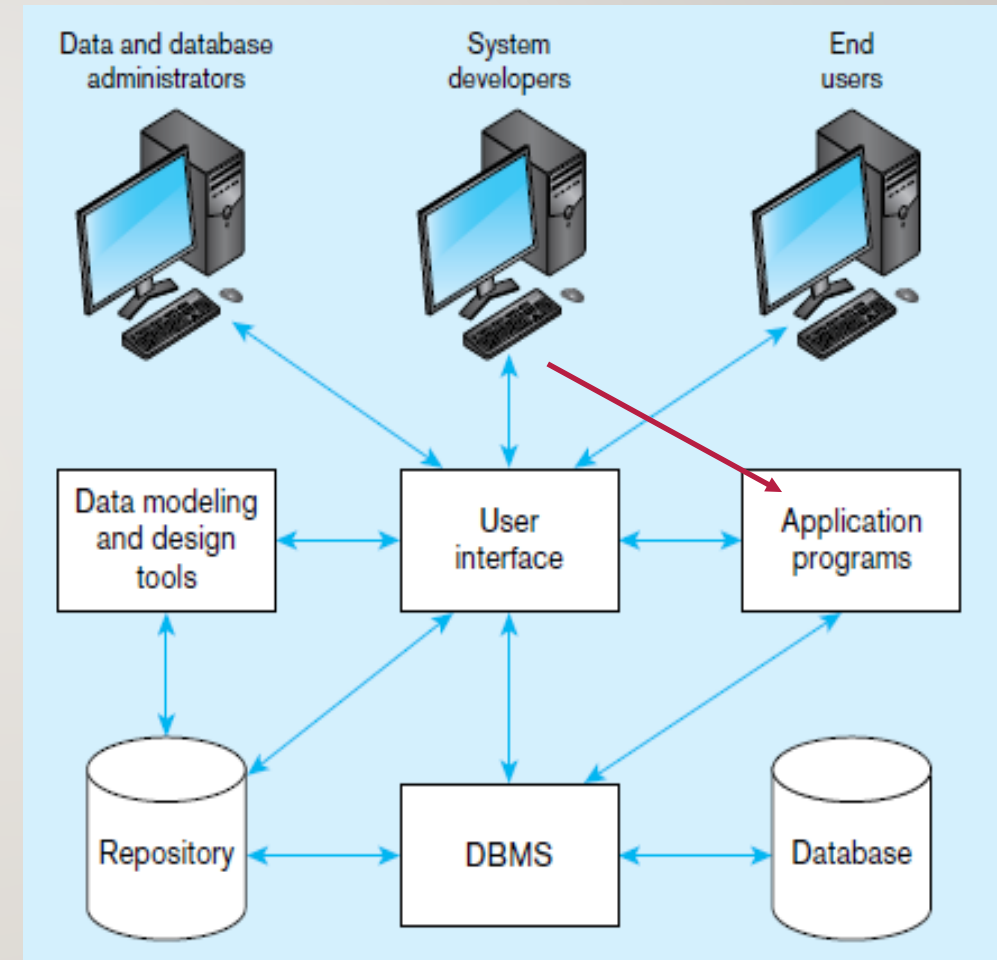 Data and database
administrators
System
developers
End
users
Data modeling
and design
tools
User
interface
Application
programs
Repository
DBMS
Database